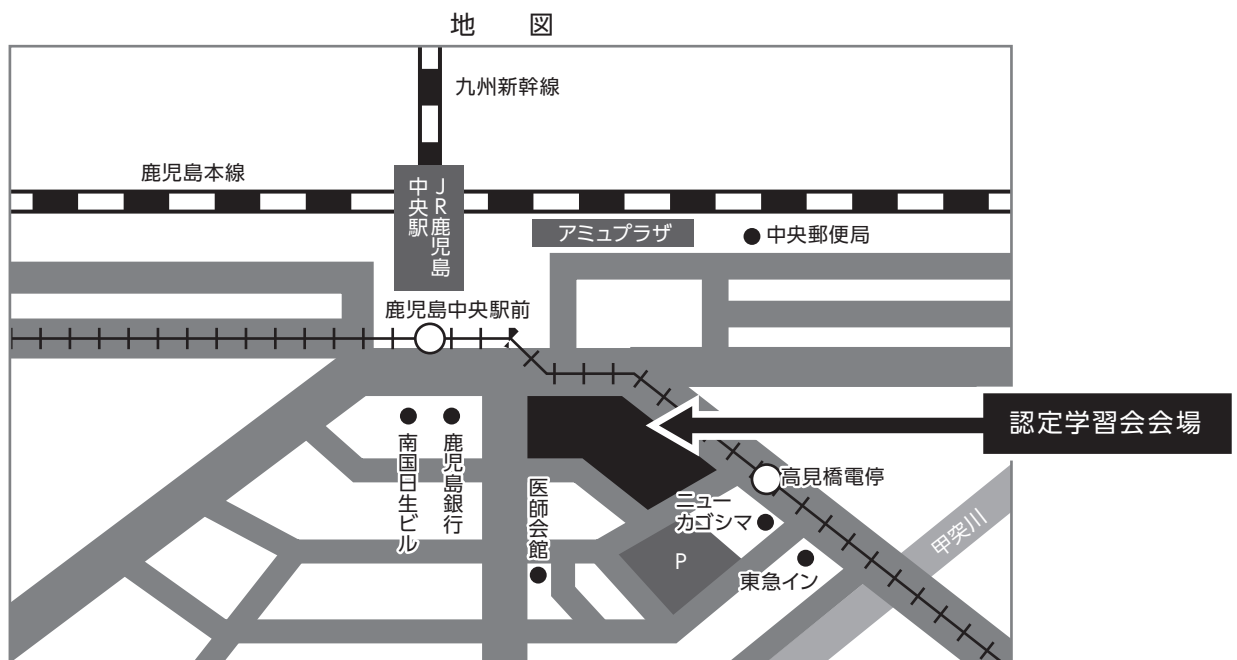 地　図
九州新幹線
鹿児島本線
JR鹿児島
中央駅
アミュプラザ
中央郵便局
鹿児島中央駅前
認定学習会会場
南国日生ビル
鹿児島銀行
医師会館
高見橋電停
ニュー
カゴシマ
甲突川
P
東急イン